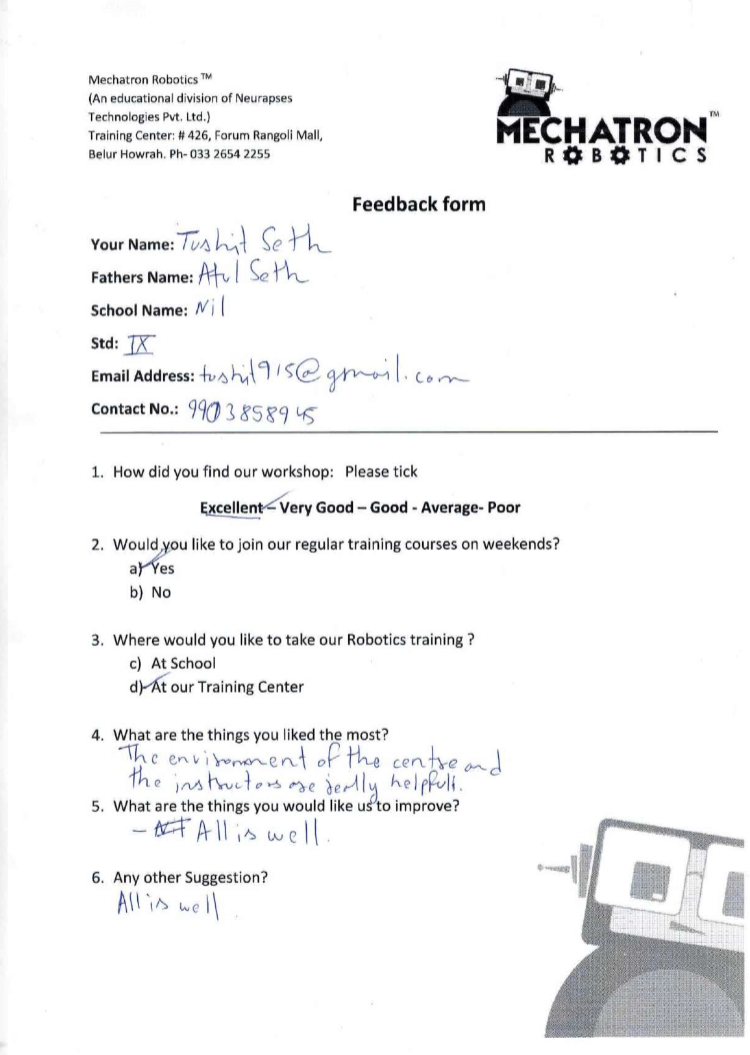 Mechatron Robotics ™
(An educational division of Neurapses
Technologies Pvt. Ltd.)
Training Center: # 426, Forum Rangoli Mall,
Belur Howrah. Ph- 033 2654 2255
MECHATRON™
ROBOTICS
Feedback form
Your Name: Tushit Seth
Fathers Name: Atul Seth
School Name: Nil
Std: IX
Email Address: tushit915@gmail.com
Contact No.: 9903858945
1. How did you find our workshop: Please tick
Excellent – Very Good – Good - Average- Poor
2. Would you like to join our regular training courses on weekends?
a) Yes
b) No
3. Where would you like to take our Robotics training ?
c) At School
d) At our Training Center
4. What are the things you liked the most?
The environment of the centre and
the instructors are really helpfull.
5. What are the things you would like us to improve?
- All is well.
6. Any other Suggestion?
All is well